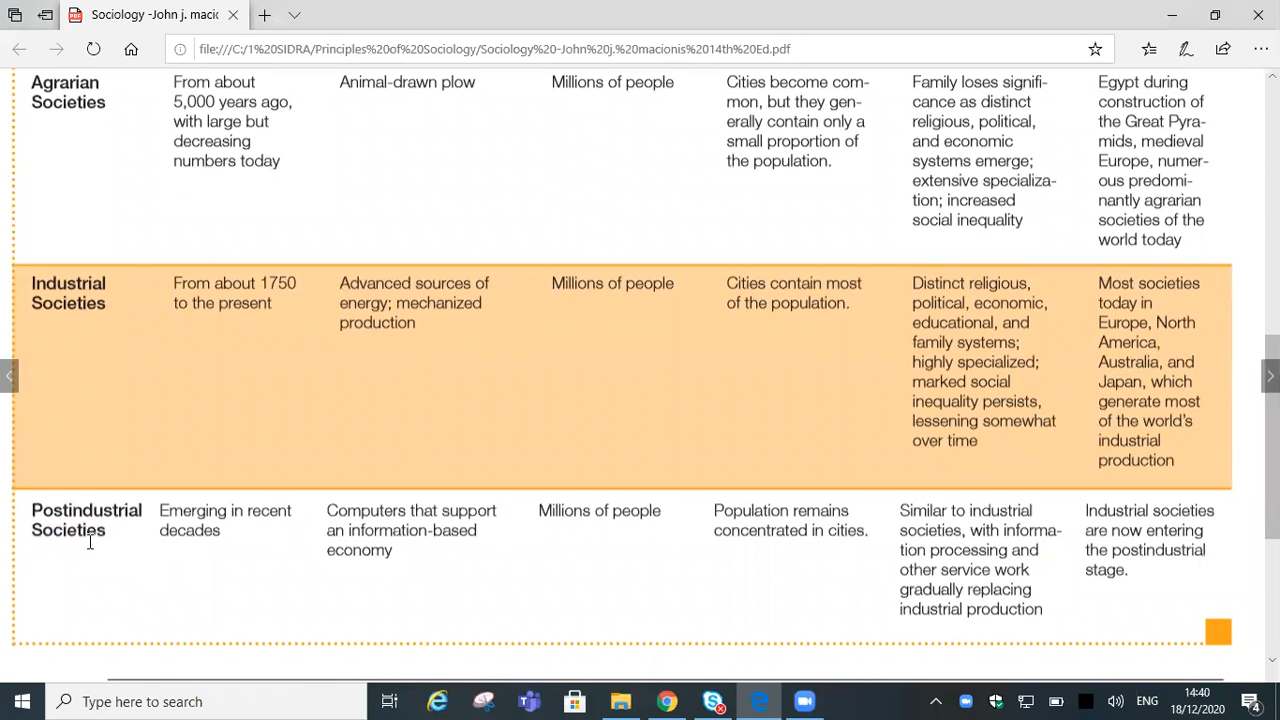 Sociology -John j. macic
file:///C:/1%20SIDRA/Principles%20of%20Sociology/Sociology%20-John%20j.%20macionis%2014th%20Ed.pdf
Agrarian
Societies
From about
5,000 years ago,
with large but
decreasing
numbers today
Animal-drawn plow
Millions of people
Cities become com-
mon, but they gen-
erally contain only a
small proportion of
the population.
Family loses signifi-
cance as distinct
religious, political,
and economic
systems emerge;
extensive specializa-
tion; increased
social inequality
Egypt during
construction of
the Great Pyra-
mids, medieval
Europe, numer-
ous predomi-
nantly agrarian
societies of the
world today
Industrial
Societies
From about 1750
to the present
Advanced sources of
energy; mechanized
production
Millions of people
Cities contain most
of the population.
Distinct religious,
political, economic,
educational, and
family systems;
highly specialized;
marked social
inequality persists,
lessening somewhat
over time
Most societies
today in
Europe, North
America,
Australia, and
Japan, which
generate most
of the world's
industrial
production
Postindustrial
Societies
Emerging in recent
decades
Computers that support
an information-based
economy
Millions of people
Population remains
concentrated in cities.
Similar to industrial
societies, with informa-
tion processing and
other service work
gradually replacing
industrial production
Industrial societies
are now entering
the postindustrial
stage.
Type here to search
ENG
14:40
18/12/2020
4